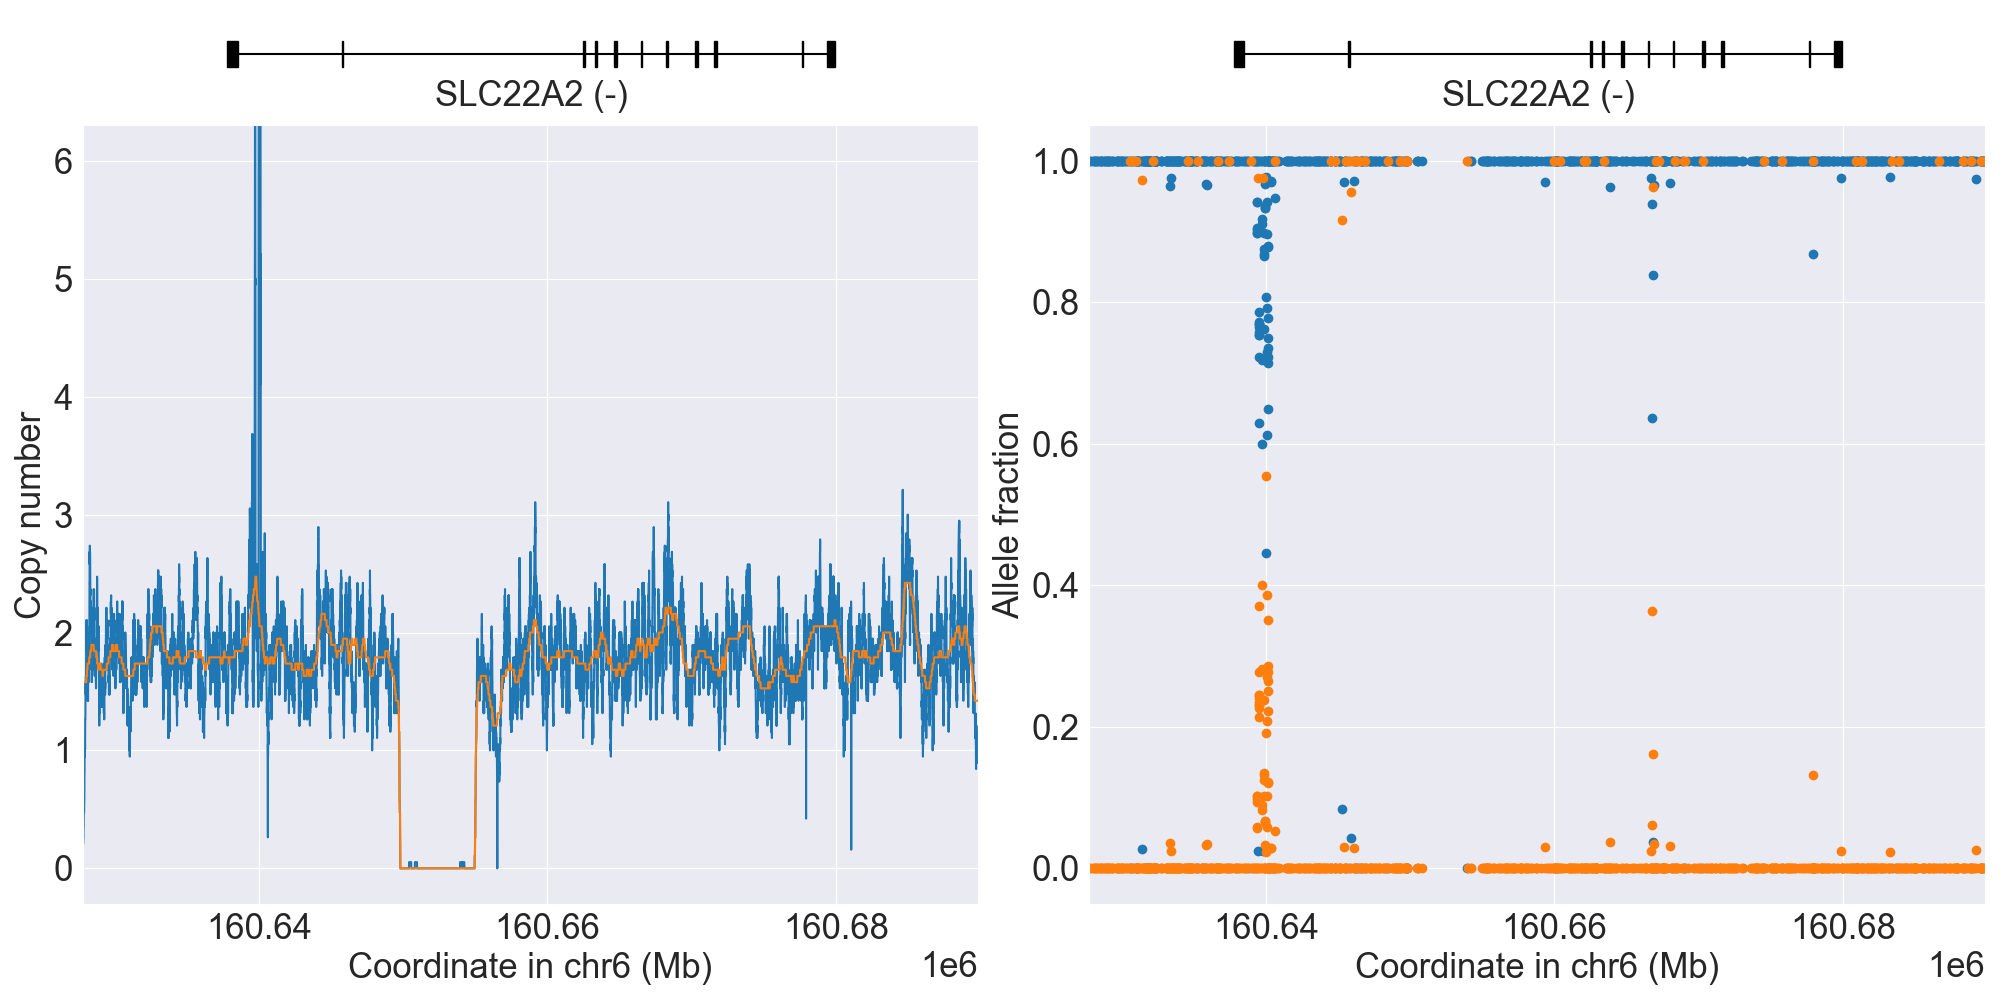 SLC22A2 (-)
6
5
4
3
2
1
0
Copy number
160.64 160.66 160.68
Coordinate in chr6 (Mb)
1e6
SLC22A2 (-)
1.0
0.8
0.6
0.4
0.2
0.0
Allele fraction
160.64 160.66 160.68
Coordinate in chr6 (Mb)
1e6